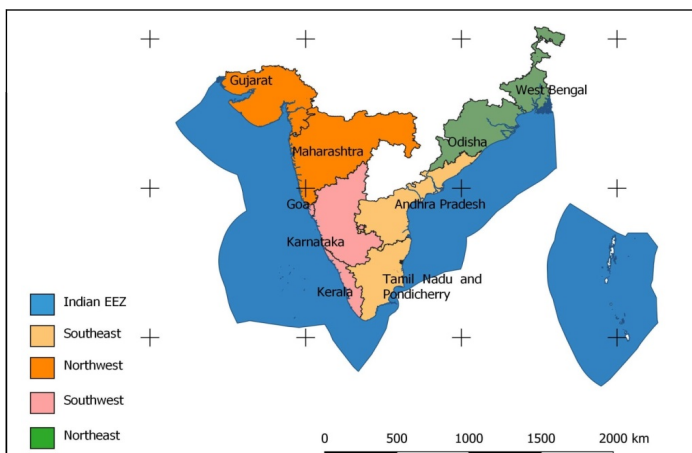 Gujarat
West Bengal
Odisha
Maharashtra
Goa
Andhra Pradesh
Karnataka
Tamil Nadu and
Pondicherry
Kerala
Indian EEZ
Southeast
Northwest
Southwest
Northeast
0 500 1000 1500 2000 km